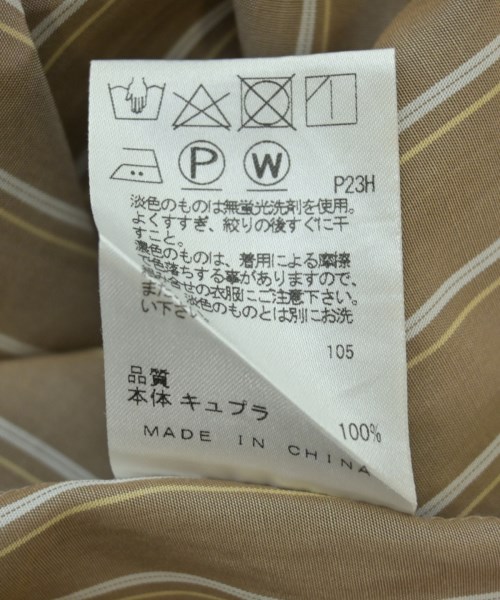 P
W
P23H
淡色のものは無蛍光洗剤を使用。
よくすすぎ、絞りの後すぐに干
すこと。
濃色のものは、着用による摩擦
で色落ちする事がありますので、
組み合せの衣服にご注意下さい。
また、淡色のものとは別にお洗
い下さい。
105
品質
本体 キュプラ 100%
MADE IN CHINA